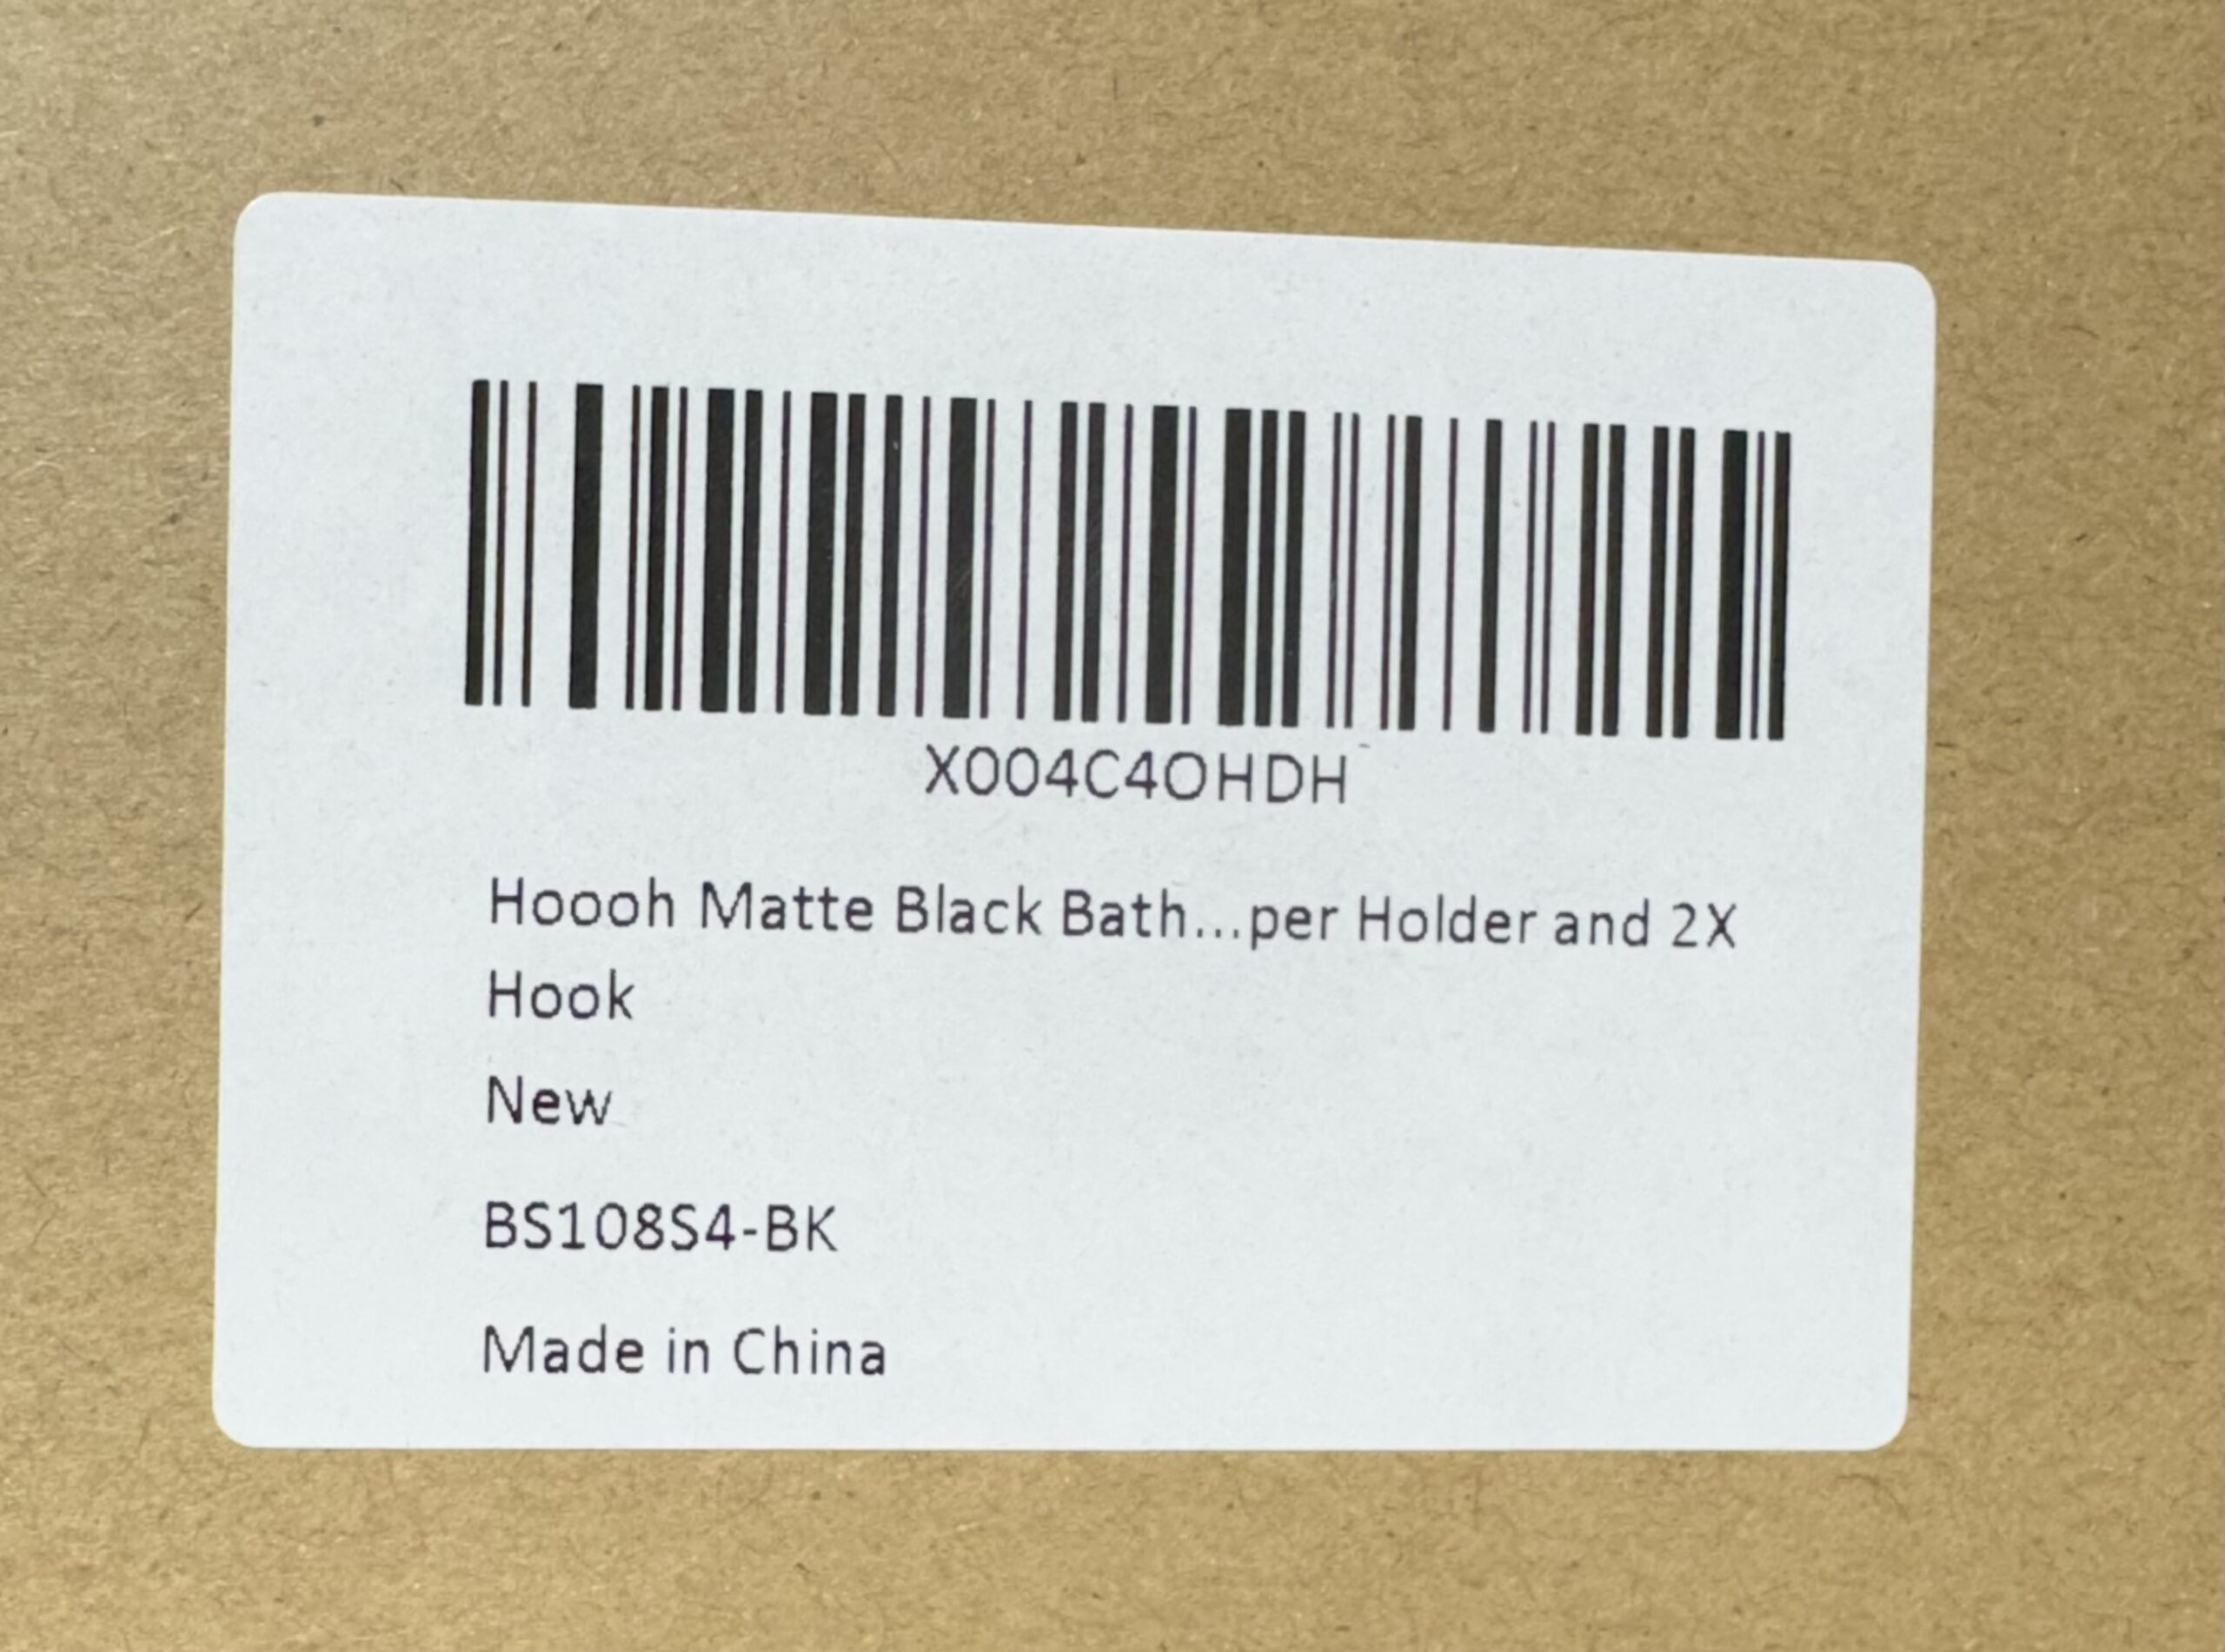 X004C4OHDH
Hoooh Matte Black Bath...per Holder and 2X
Hook
New
BS108S4-BK
Made in China